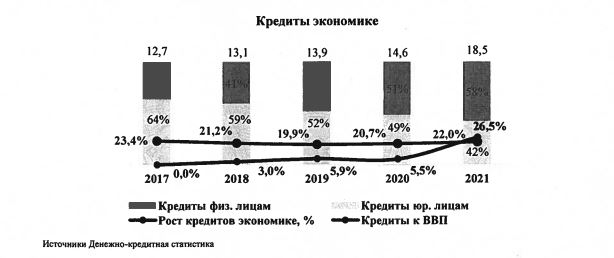 Кредиты экономике
12,7 13,1 13,9 14,6 18,5
41% 51% 58%
64% 59% 52% 49% 26,5%
23,4% 21,2% 19,9% 20,7% 22,0%
42%
2017 0,0% 2018 3,0% 2019 5,9% 2020 5,5% 2021
Кредиты физ. лицам Кредиты юр. лицам
Рост кредитов экономике, % Кредиты к ВВП
Источники Денежно-кредитная статистика